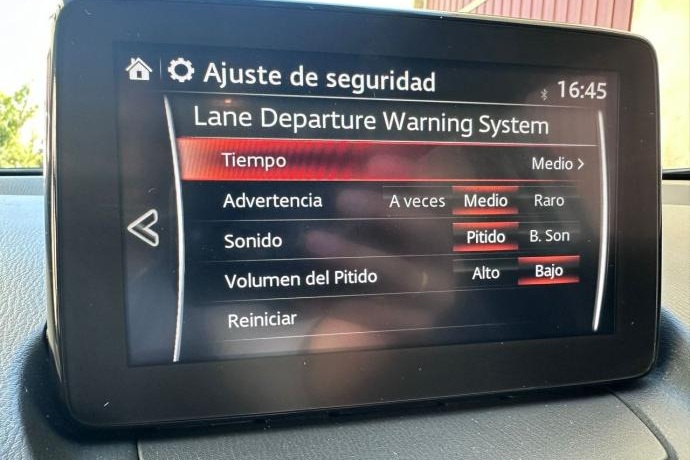 Ajuste de seguridad
16:45
Lane Departure Warning System
Tiempo Medio >
Advertencia A veces Medio Raro
Sonido Pitido B. Son
Volumen del Pitido Alto Bajo
Reiniciar